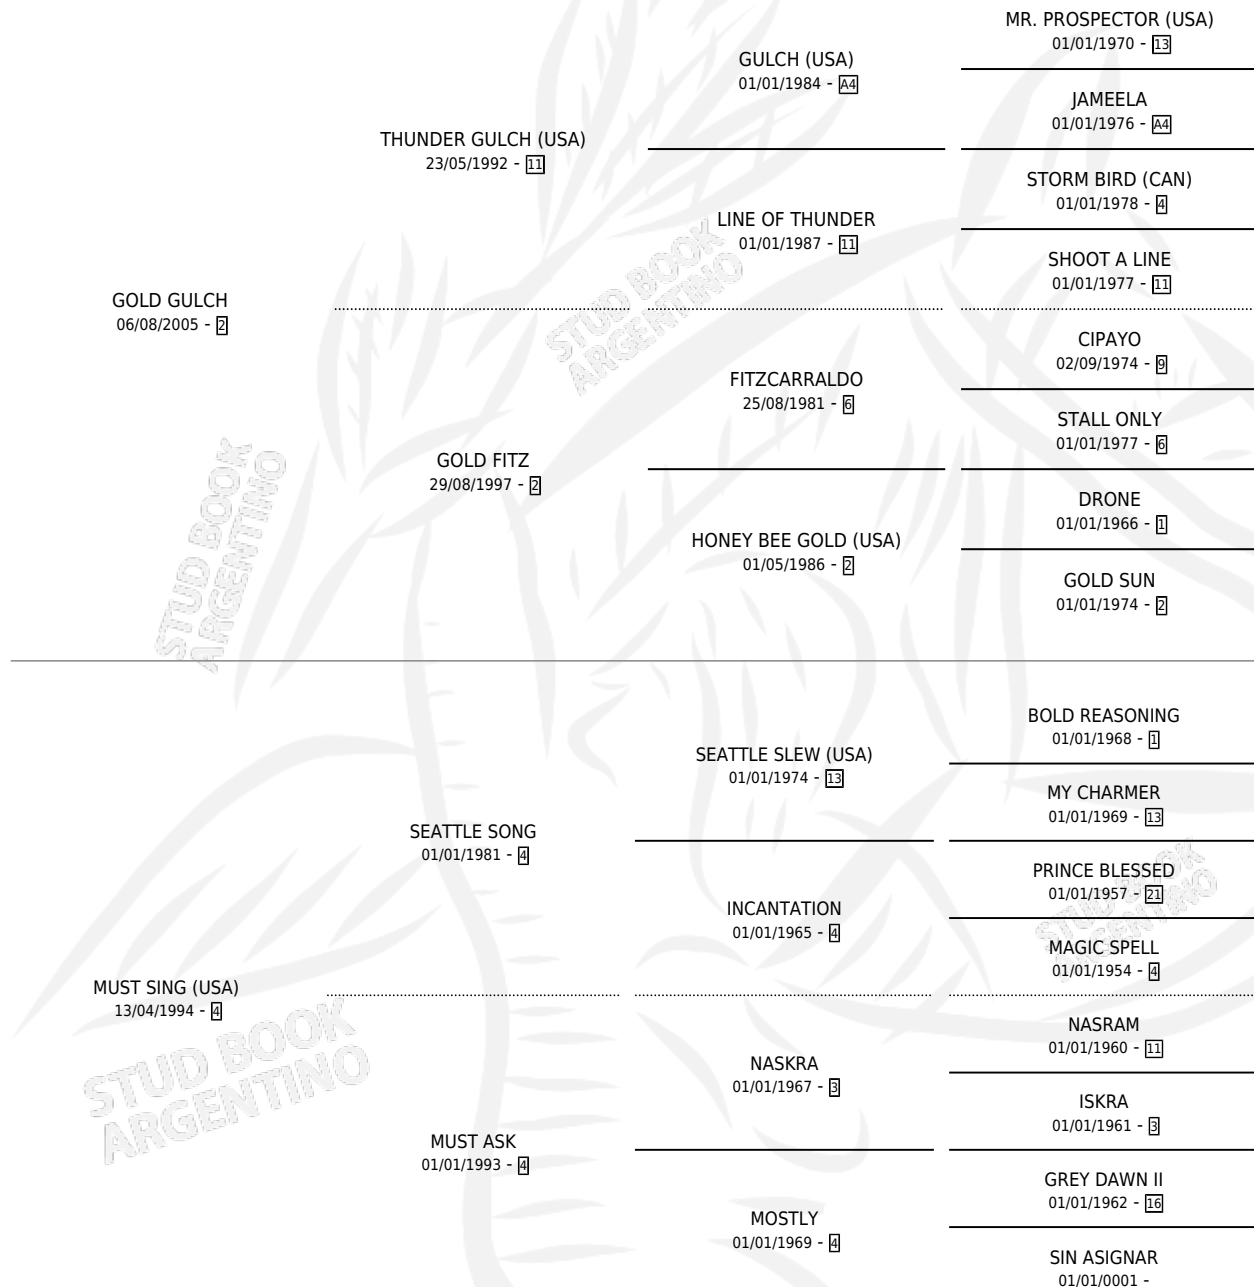 MR. PROSPECTOR (USA)
01/01/1970 - 13
GULCH (USA)
01/01/1984 - A4
JAMEELA
01/01/1976 - A4
THUNDER GULCH (USA)
23/05/1992 - 11
STORM BIRD (CAN)
01/01/1978 - 4
LINE OF THUNDER
01/01/1987 - 11
SHOOT A LINE
01/01/1977 - 11
GOLD GULCH
06/08/2005 - 2
CIPAYO
02/09/1974 - 9
FITZCARRALDO
25/08/1981 - 6
STALL ONLY
01/01/1977 - 6
GOLD FITZ
29/08/1997 - 2
DRONE
01/01/1966 - 1
HONEY BEE GOLD (USA)
01/05/1986 - 2
GOLD SUN
01/01/1974 - 2
BOLD REASONING
01/01/1968 - 1
SEATTLE SLEW (USA)
01/01/1974 - 13
MY CHARMER
01/01/1969 - 13
SEATTLE SONG
01/01/1981 - 4
PRINCE BLESSED
01/01/1957 - 21
INCANTATION
01/01/1965 - 4
MAGIC SPELL
01/01/1954 - 4
MUST SING (USA)
13/04/1994 - 4
NASRAM
01/01/1960 - 11
NASKRA
01/01/1967 - 3
ISKRA
01/01/1961 - 3
MUST ASK
01/01/1993 - 4
GREY DAWN II
01/01/1962 - 16
MOSTLY
01/01/1969 - 4
SIN ASIGNAR
01/01/0001 -
STUD BOOK
ARGENTINO
STUD BOOK
ARGENTINO
STUD BOOK
ARGENTINO
STUD BOOK
ARGENTINO